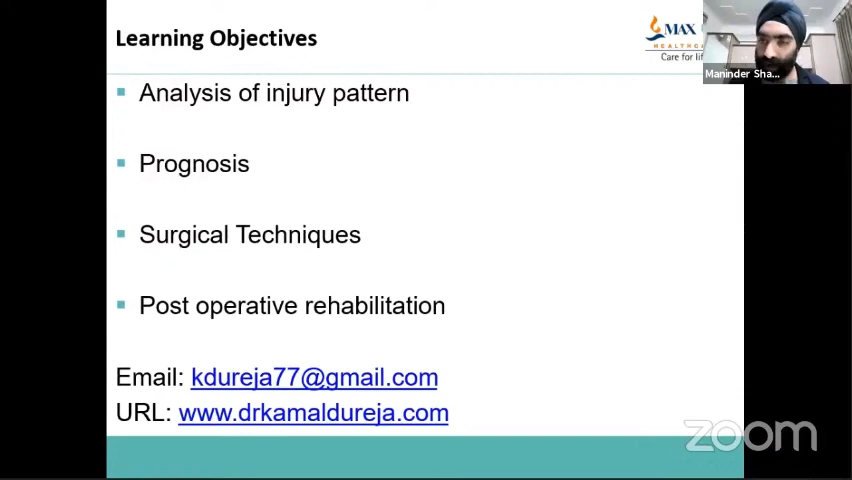 Learning Objectives
MAX
HEALTHC
Care for lif
Maninder Sha...
Analysis of injury pattern
Prognosis
Surgical Techniques
Post operative rehabilitation
Email: kdureja77@gmail.com
URL: www.drkamaldureja.com
zoom